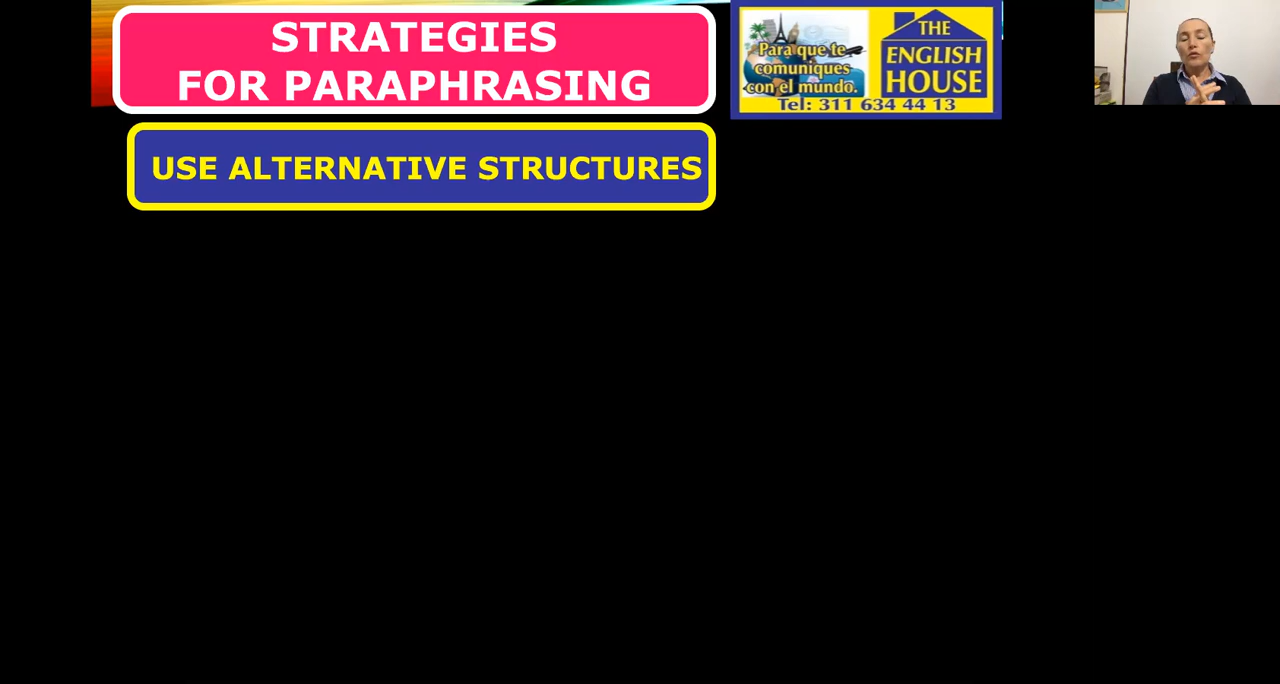 STRATEGIES
FOR PARAPHRASING
USE ALTERNATIVE STRUCTURES
Para que te
comuniques
con el mundo.
THE
ENGLISH
HOUSE
Tel: 311 634 44 13